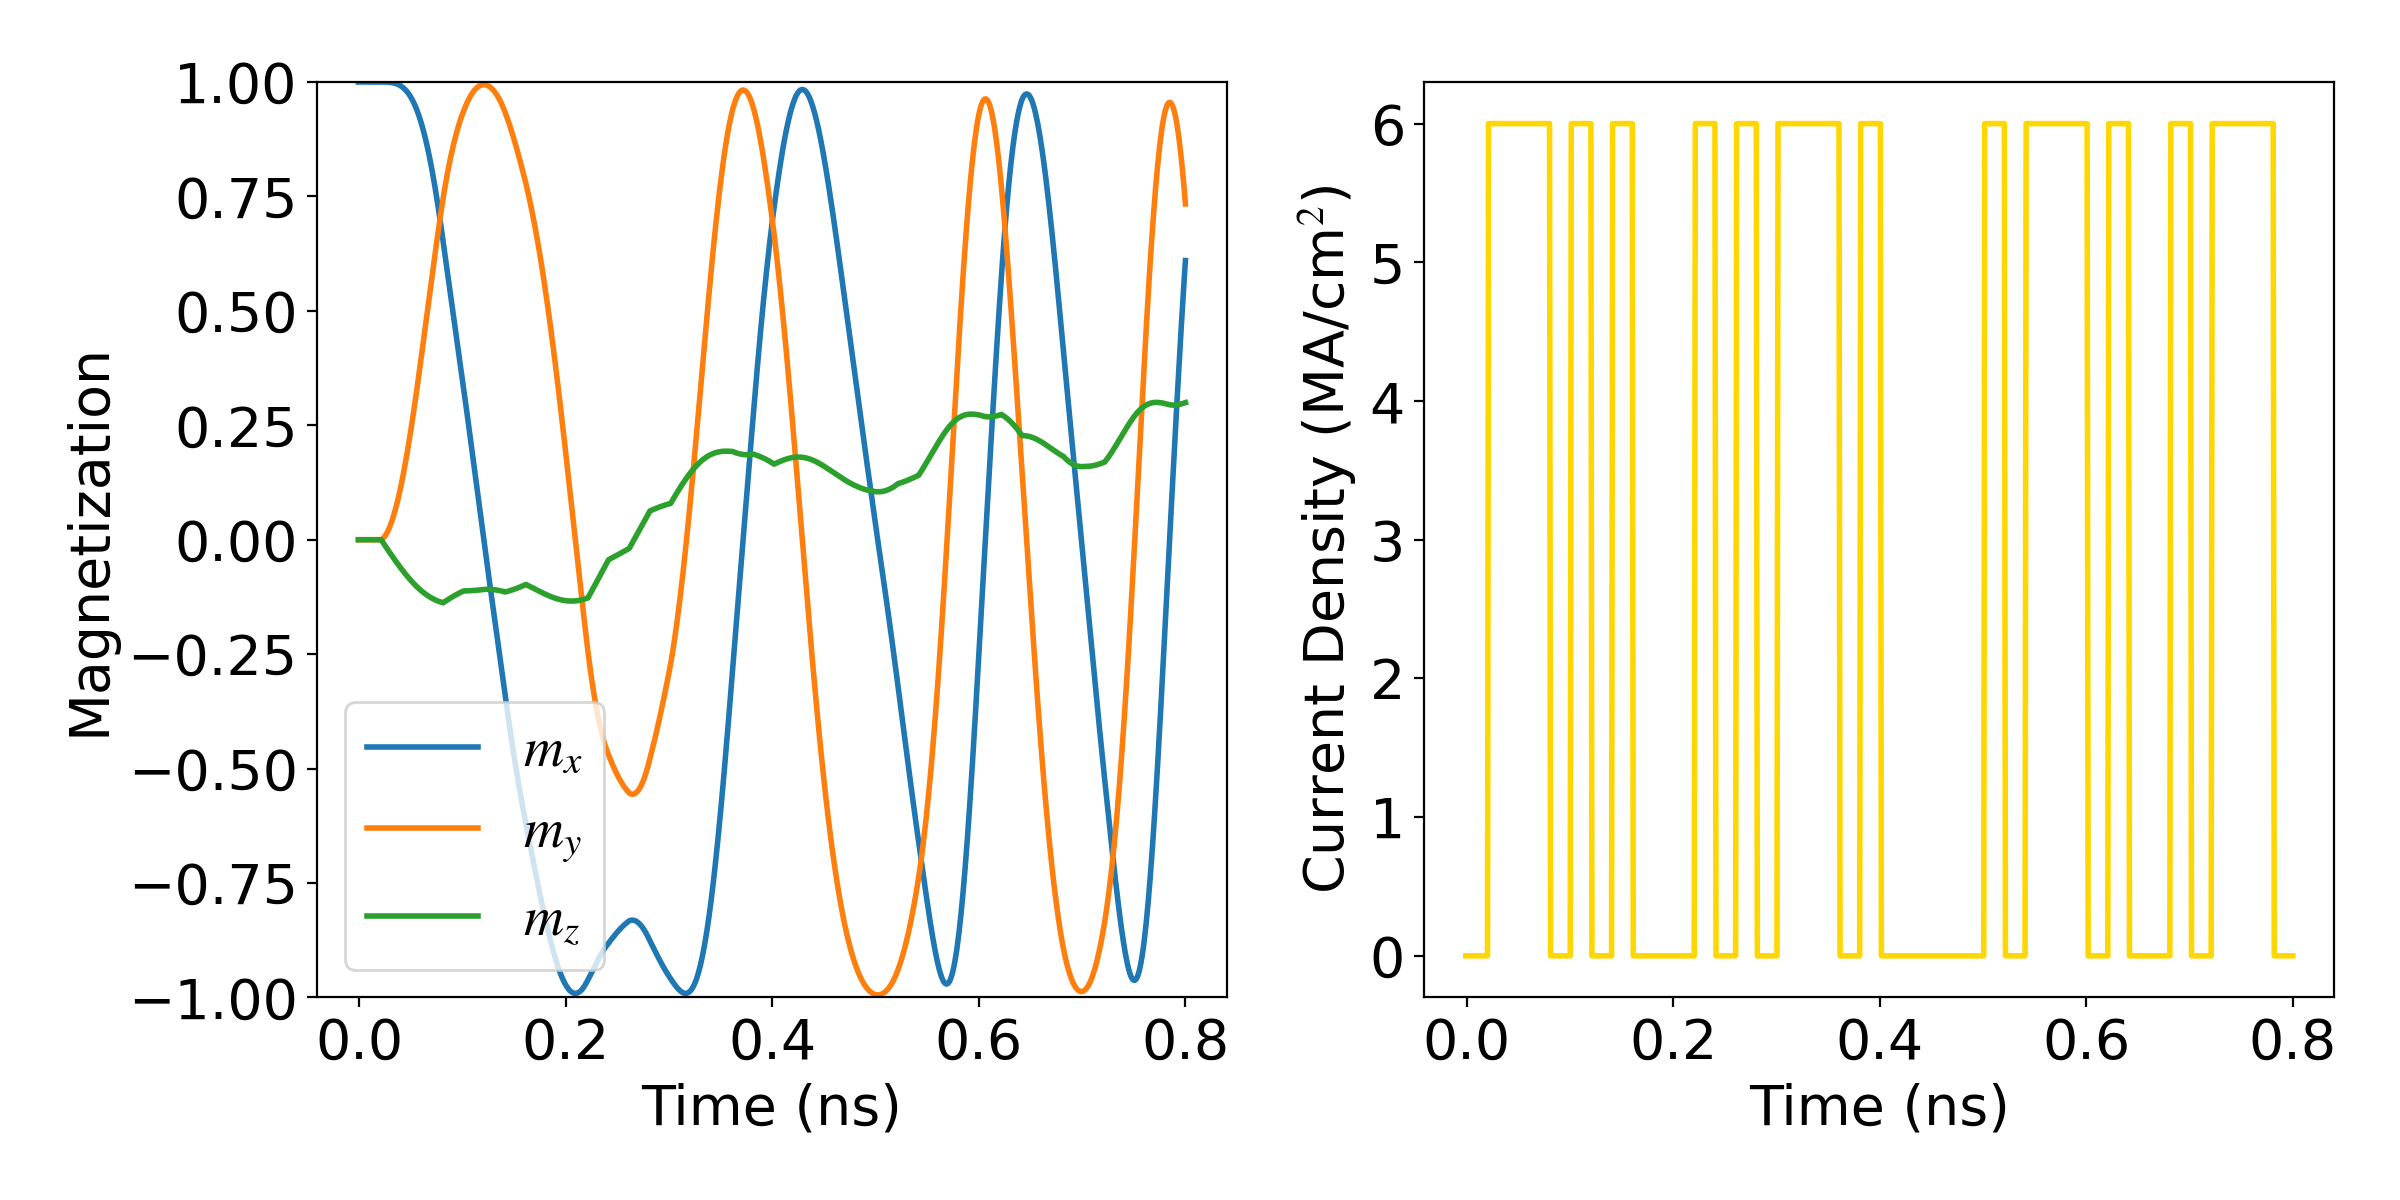 Magnetization
1.00
0.75
0.50
0.25
0.00
−0.25
−0.50
−0.75
−1.00
m_x
m_y
m_z
0.0 0.2 0.4 0.6 0.8
Time (ns)
Current Density (MA/cm²)
6
5
4
3
2
1
0
0.0 0.2 0.4 0.6 0.8
Time (ns)